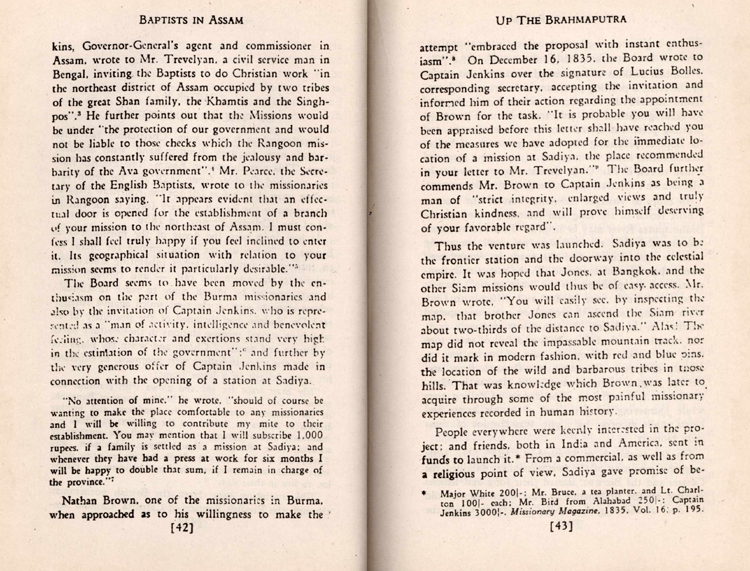 BAPTISTS IN ASSAM
kins, Governor-General's agent and commissioner in
Assam, wrote to Mr. Trevelyan, a civil service man in
Bengal, inviting the Baptists to do Christian work "in
the northeast district of Assam occupied by two tribes
of the great Shan family, the Khamtis and the Singh-
pos".³ He further points out that the Missions would
be under "the protection of our government and would
not be liable to those checks which the Rangoon mis-
sion has constantly suffered from the jealousy and bar-
barity of the Ava government".⁴ Mr. Pearce, the Secre-
tary of the English Baptists, wrote to the missionaries
in Rangoon saying, "It appears evident that an effec-
tual door is opened for the establishment of a branch
of your mission to the northeast of Assam. I must con-
fess I shall feel truly happy if you feel inclined to enter
it. Its geographical situation with relation to your
mission seems to render it particularly desirable."⁵
The Board seems to have been moved by the en-
thusiasm on the part of the Burma missionaries and
also by the invitation of Captain Jenkins, who is repre-
sented as a "man of activity, intelligence and benevolent
feeling, whose character and exertions stand very high
in the estimation of the government";⁶ and further by
the very generous offer of Captain Jenkins made in
connection with the opening of a station at Sadiya.
"No attention of mine," he wrote, "should of course be
wanting to make the place comfortable to any missionaries
and I will be willing to contribute my mite to their
establishment. You may mention that I will subscribe 1,000
rupees, if a family is settled as a mission at Sadiya; and
whenever they have had a press at work for six months I
will be happy to double that sum, if I remain in charge of
the province."⁷
Nathan Brown, one of the missionaries in Burma,
when approached as to his willingness to make the
[42]
UP THE BRAHMAPUTRA
attempt "embraced the proposal with instant enthus-
iasm".⁸ On December 16, 1835, the Board wrote to
Captain Jenkins over the signature of Lucius Bolles,
corresponding secretary, accepting the invitation and
informed him of their action regarding the appointment
of Brown for the task. "It is probable you will have
been appraised before this letter shall have reached you
of the measures we have adopted for the immediate lo-
cation of a mission at Sadiya, the place recommended
in your letter to Mr. Trevelyan."⁹ The Board further
commends Mr. Brown to Captain Jenkins as being a
man of "strict integrity, enlarged views and truly
Christian kindness, and will prove himself deserving
of your favorable regard".
Thus the venture was launched. Sadiya was to be
the frontier station and the doorway into the celestial
empire. It was hoped that Jones, at Bangkok, and the
other Siam missions would thus be of easy access. Mr.
Brown wrote, "You will easily see, by inspecting the
map, that brother Jones can ascend the Siam river
about two-thirds of the distance to Sadiya." Alas! The
map did not reveal the impassable mountain track, nor
did it mark in modern fashion, with red and blue pins,
the location of the wild and barbarous tribes in those
hills. That was knowledge which Brown was later to
acquire through some of the most painful missionary
experiences recorded in human history.
People everywhere were keenly interested in the pro-
ject; and friends, both in India and America, sent in
funds to launch it.* From a commercial, as well as from
a religious point of view, Sadiya gave promise of be-
* Major White 200|-; Mr. Bruce, a tea planter, and Lt. Charl-
ton 100|- each; Mr. Bird from Alahabad 250|-; Captain
Jenkins 3000|-. Missionary Magazine, 1835, Vol. 16, p. 195.
[43]